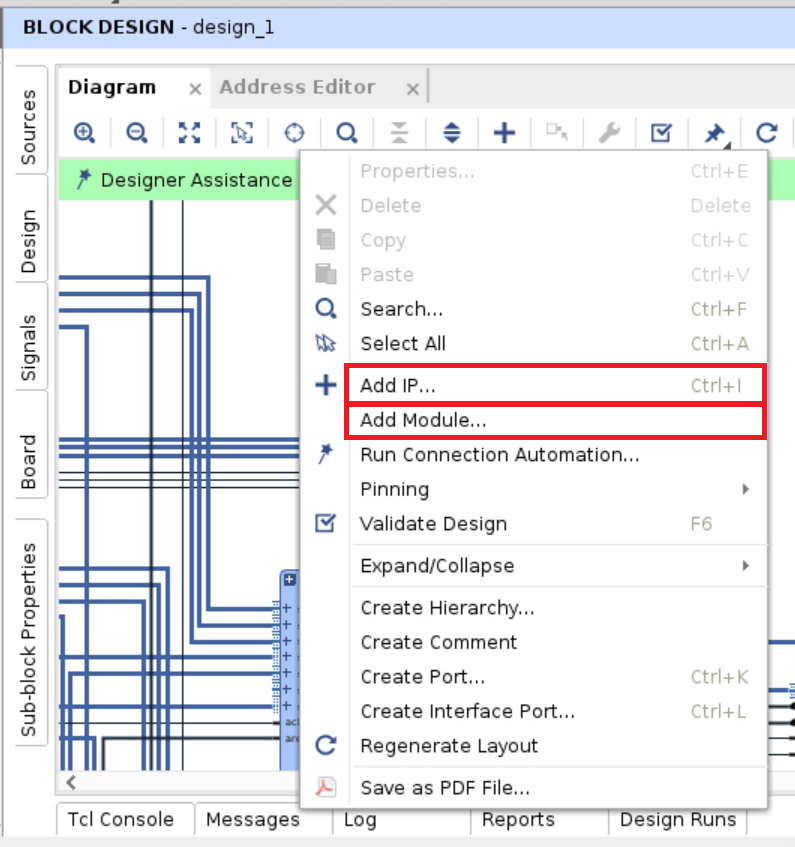 BLOCK DESIGN - design_1
Diagram × Address Editor ×
Sources
Design
Signals
Board
Sub-block Properties
Designer Assistance
Properties... Ctrl+E
Delete Delete
Copy Ctrl+C
Paste Ctrl+V
Search... Ctrl+F
Select All Ctrl+A
Add IP... Ctrl+I
Add Module...
Run Connection Automation...
Pinning
Validate Design F6
Expand/Collapse
Create Hierarchy...
Create Comment
Create Port... Ctrl+K
Create Interface Port... Ctrl+L
Regenerate Layout
Save as PDF File...
Tcl Console Messages Log Reports Design Runs